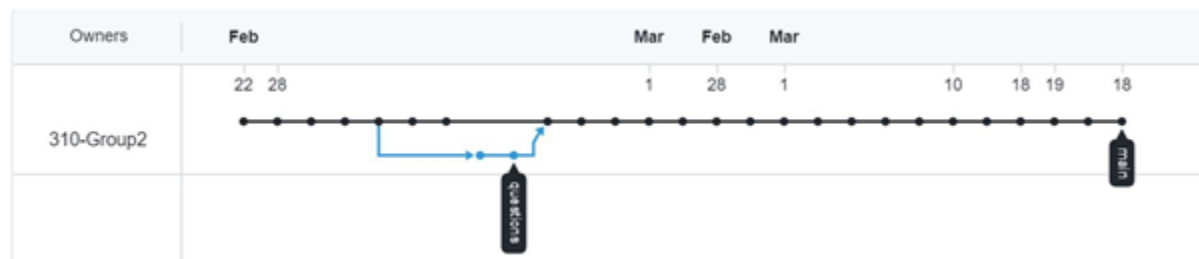 Owners Feb Mar Feb Mar
22 28 1 28 1 10 18 19 18
310-Group2
main
questions